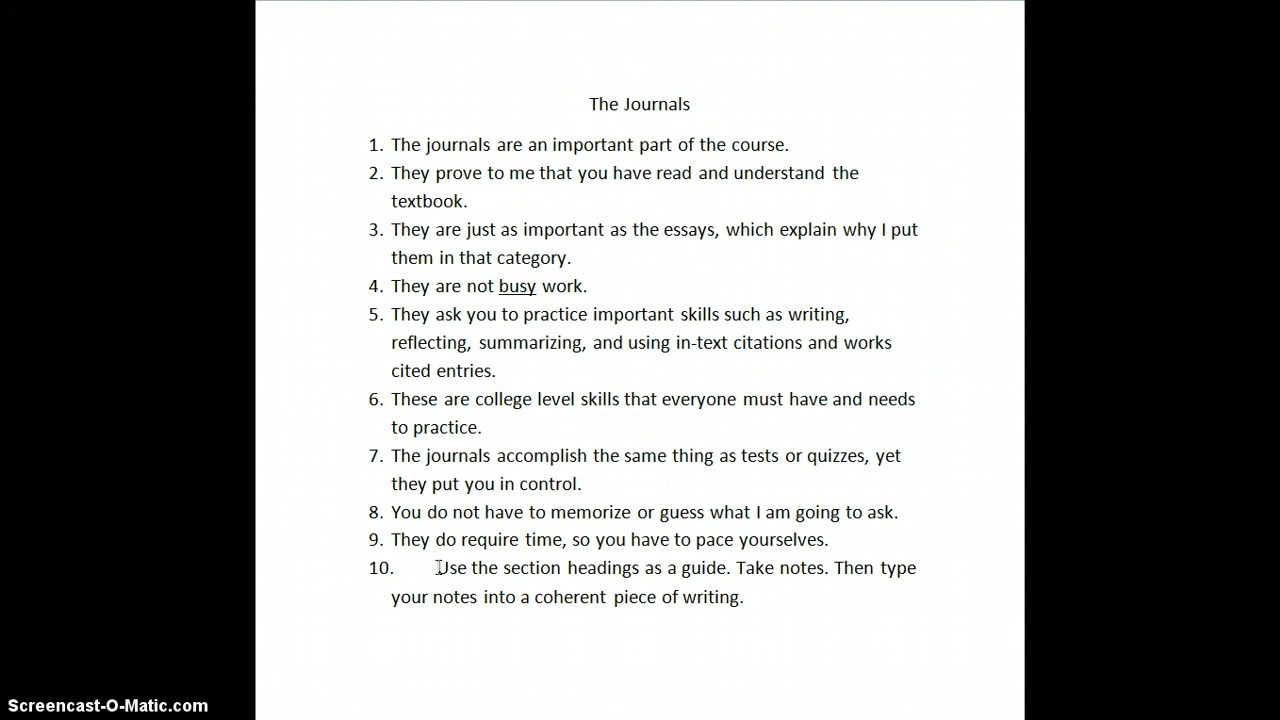 The Journals
1. The journals are an important part of the course.
2. They prove to me that you have read and understand the
textbook.
3. They are just as important as the essays, which explain why I put
them in that category.
4. They are not busy work.
5. They ask you to practice important skills such as writing,
reflecting, summarizing, and using in-text citations and works
cited entries.
6. These are college level skills that everyone must have and needs
to practice.
7. The journals accomplish the same thing as tests or quizzes, yet
they put you in control.
8. You do not have to memorize or guess what I am going to ask.
9. They do require time, so you have to pace yourselves.
10. Use the section headings as a guide. Take notes. Then type
your notes into a coherent piece of writing.
Screencast-O-Matic.com